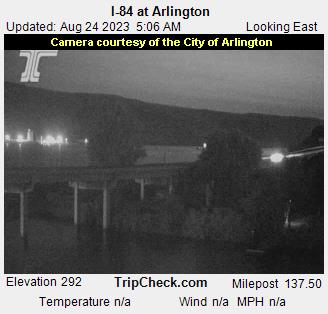 I-84 at Arlington
Updated: Aug 24 2023 5:06 AM Looking East
Camera courtesy of the City of Arlington
Elevation 292 TripCheck.com Milepost 137.50
Temperature n/a Wind n/a MPH n/a